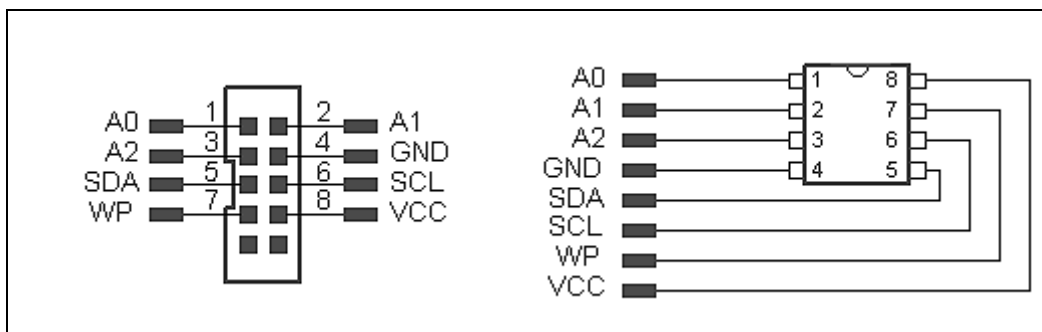 A0 1 2 A1
A2 3 4 GND
SDA 5 6 SCL
WP 7 8 VCC
A0 1 8
A1 2 7
A2 3 6
GND 4 5
SDA
SCL
WP
VCC